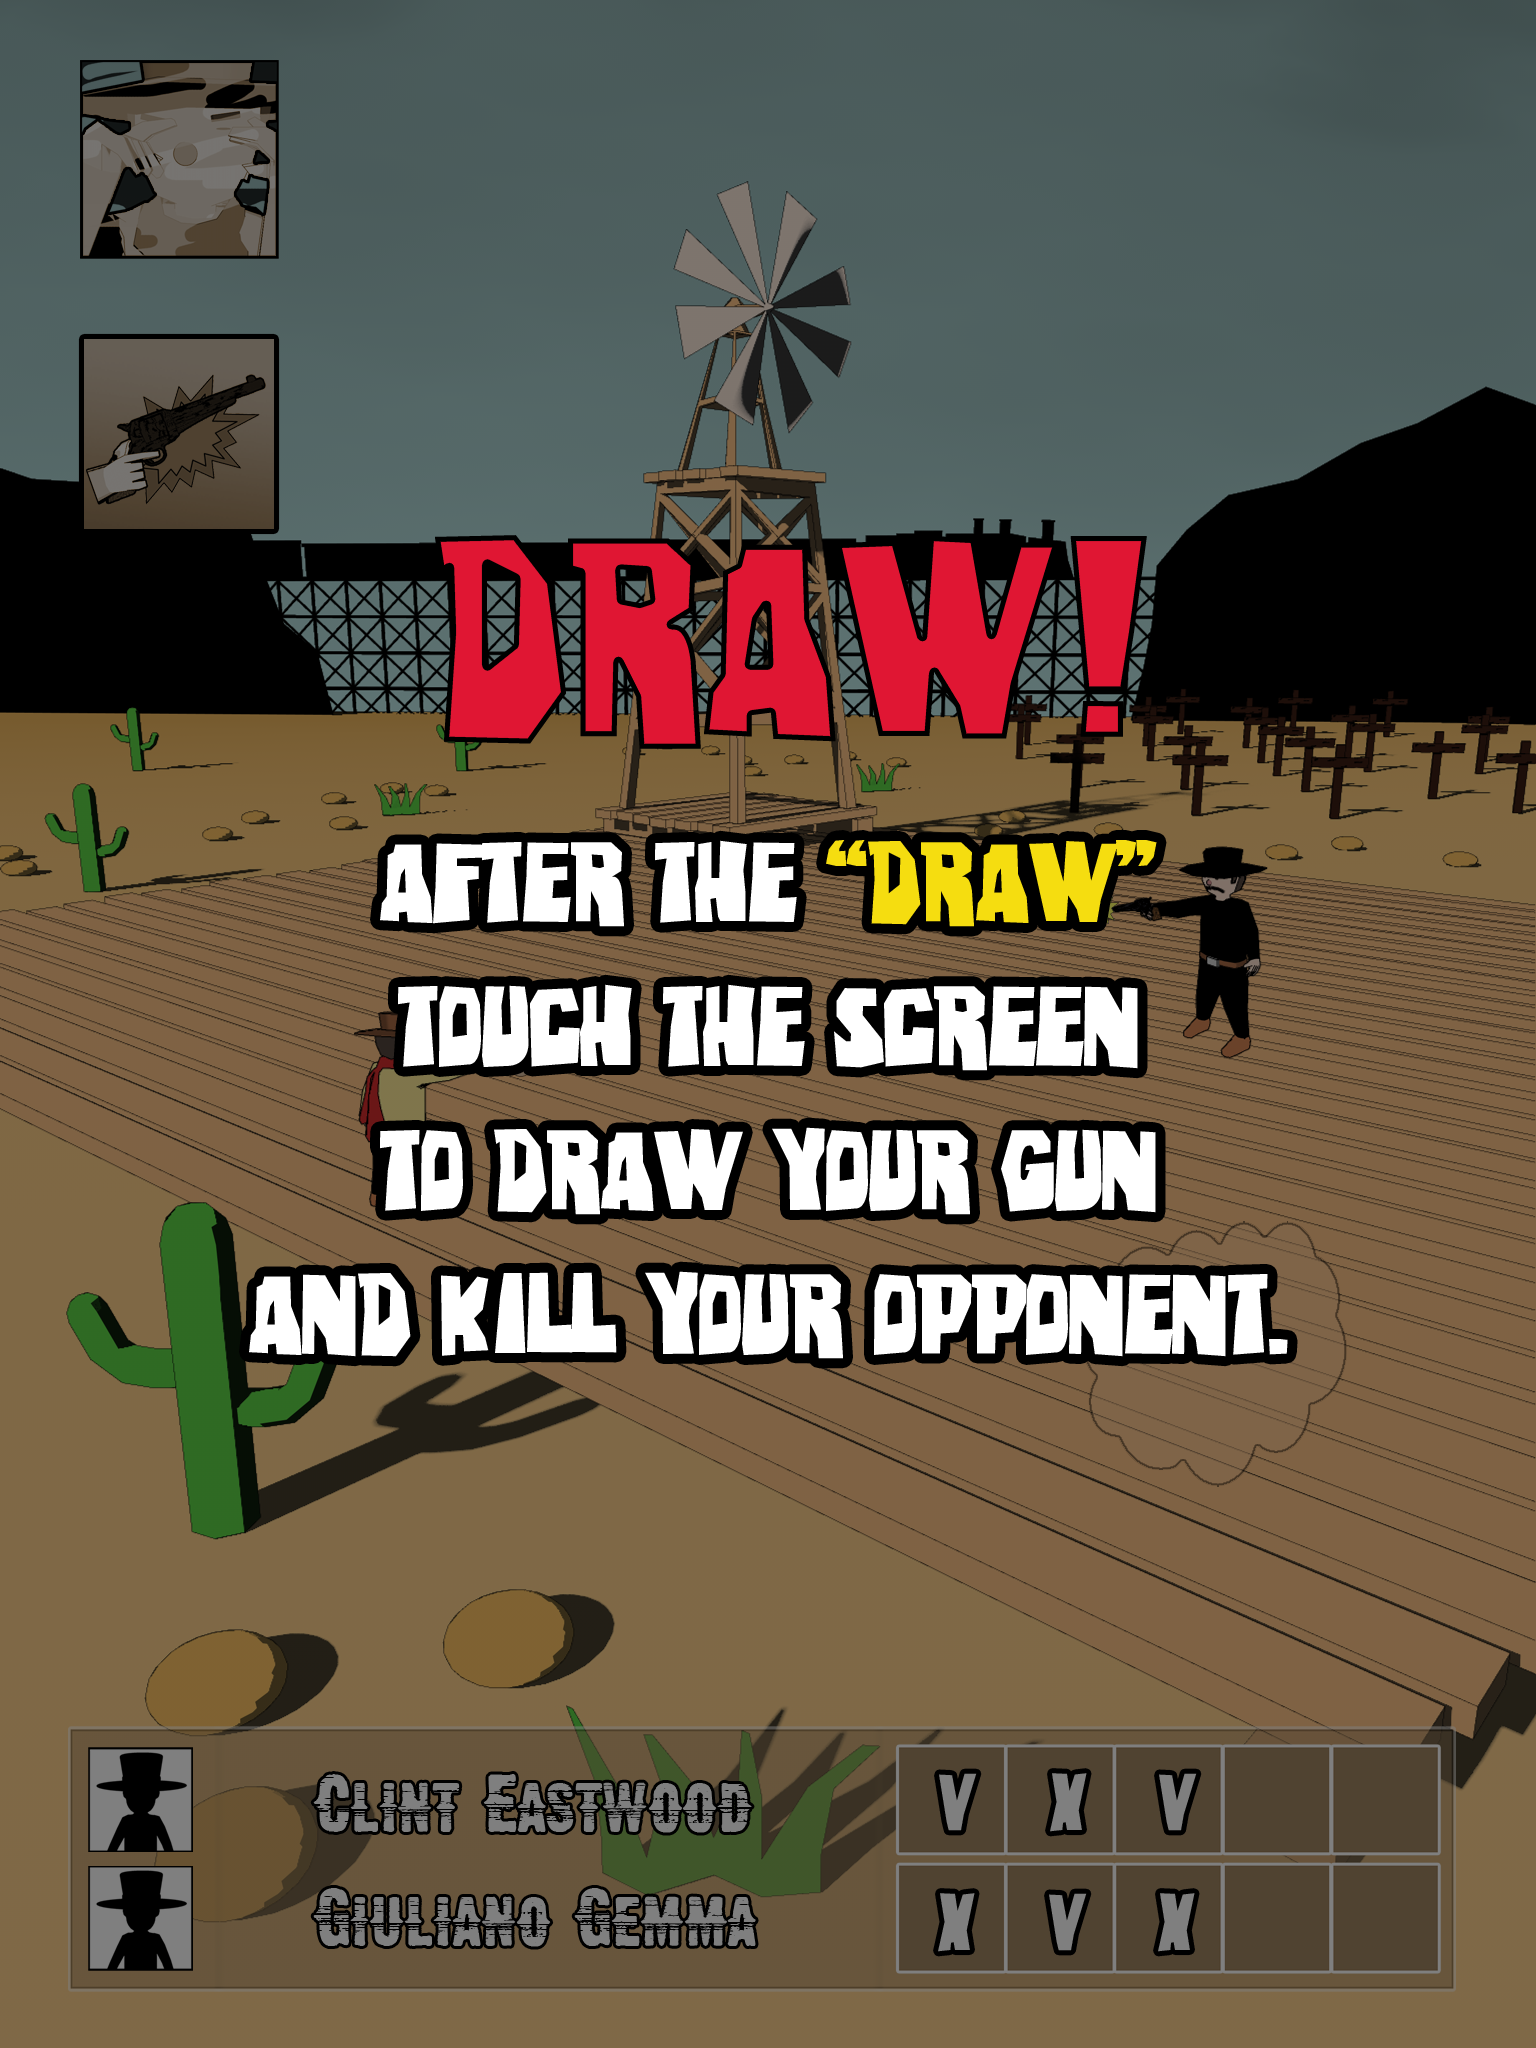 DRAW!
AFTER THE “DRAW”
TOUCH THE SCREEN
TO DRAW YOUR GUN
AND KILL YOUR OPPONENT.
CLINT EASTWOOD V X V
GIULIANO GEMMA X V X